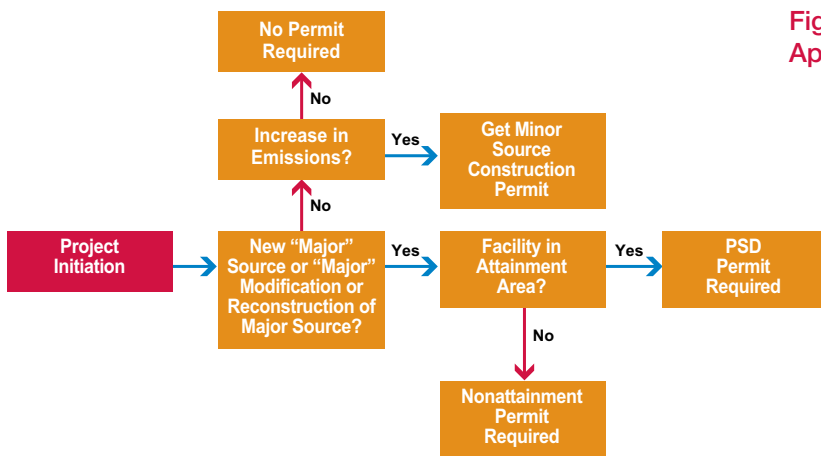 Fig
Ap
No Permit
Required
No
Increase in
Emissions?
Yes
Get Minor
Source
Construction
Permit
No
Project
Initiation
New “Major”
Source or “Major”
Modification or
Reconstruction of
Major Source?
Yes
Facility in
Attainment
Area?
Yes
PSD
Permit
Required
No
Nonattainment
Permit
Required